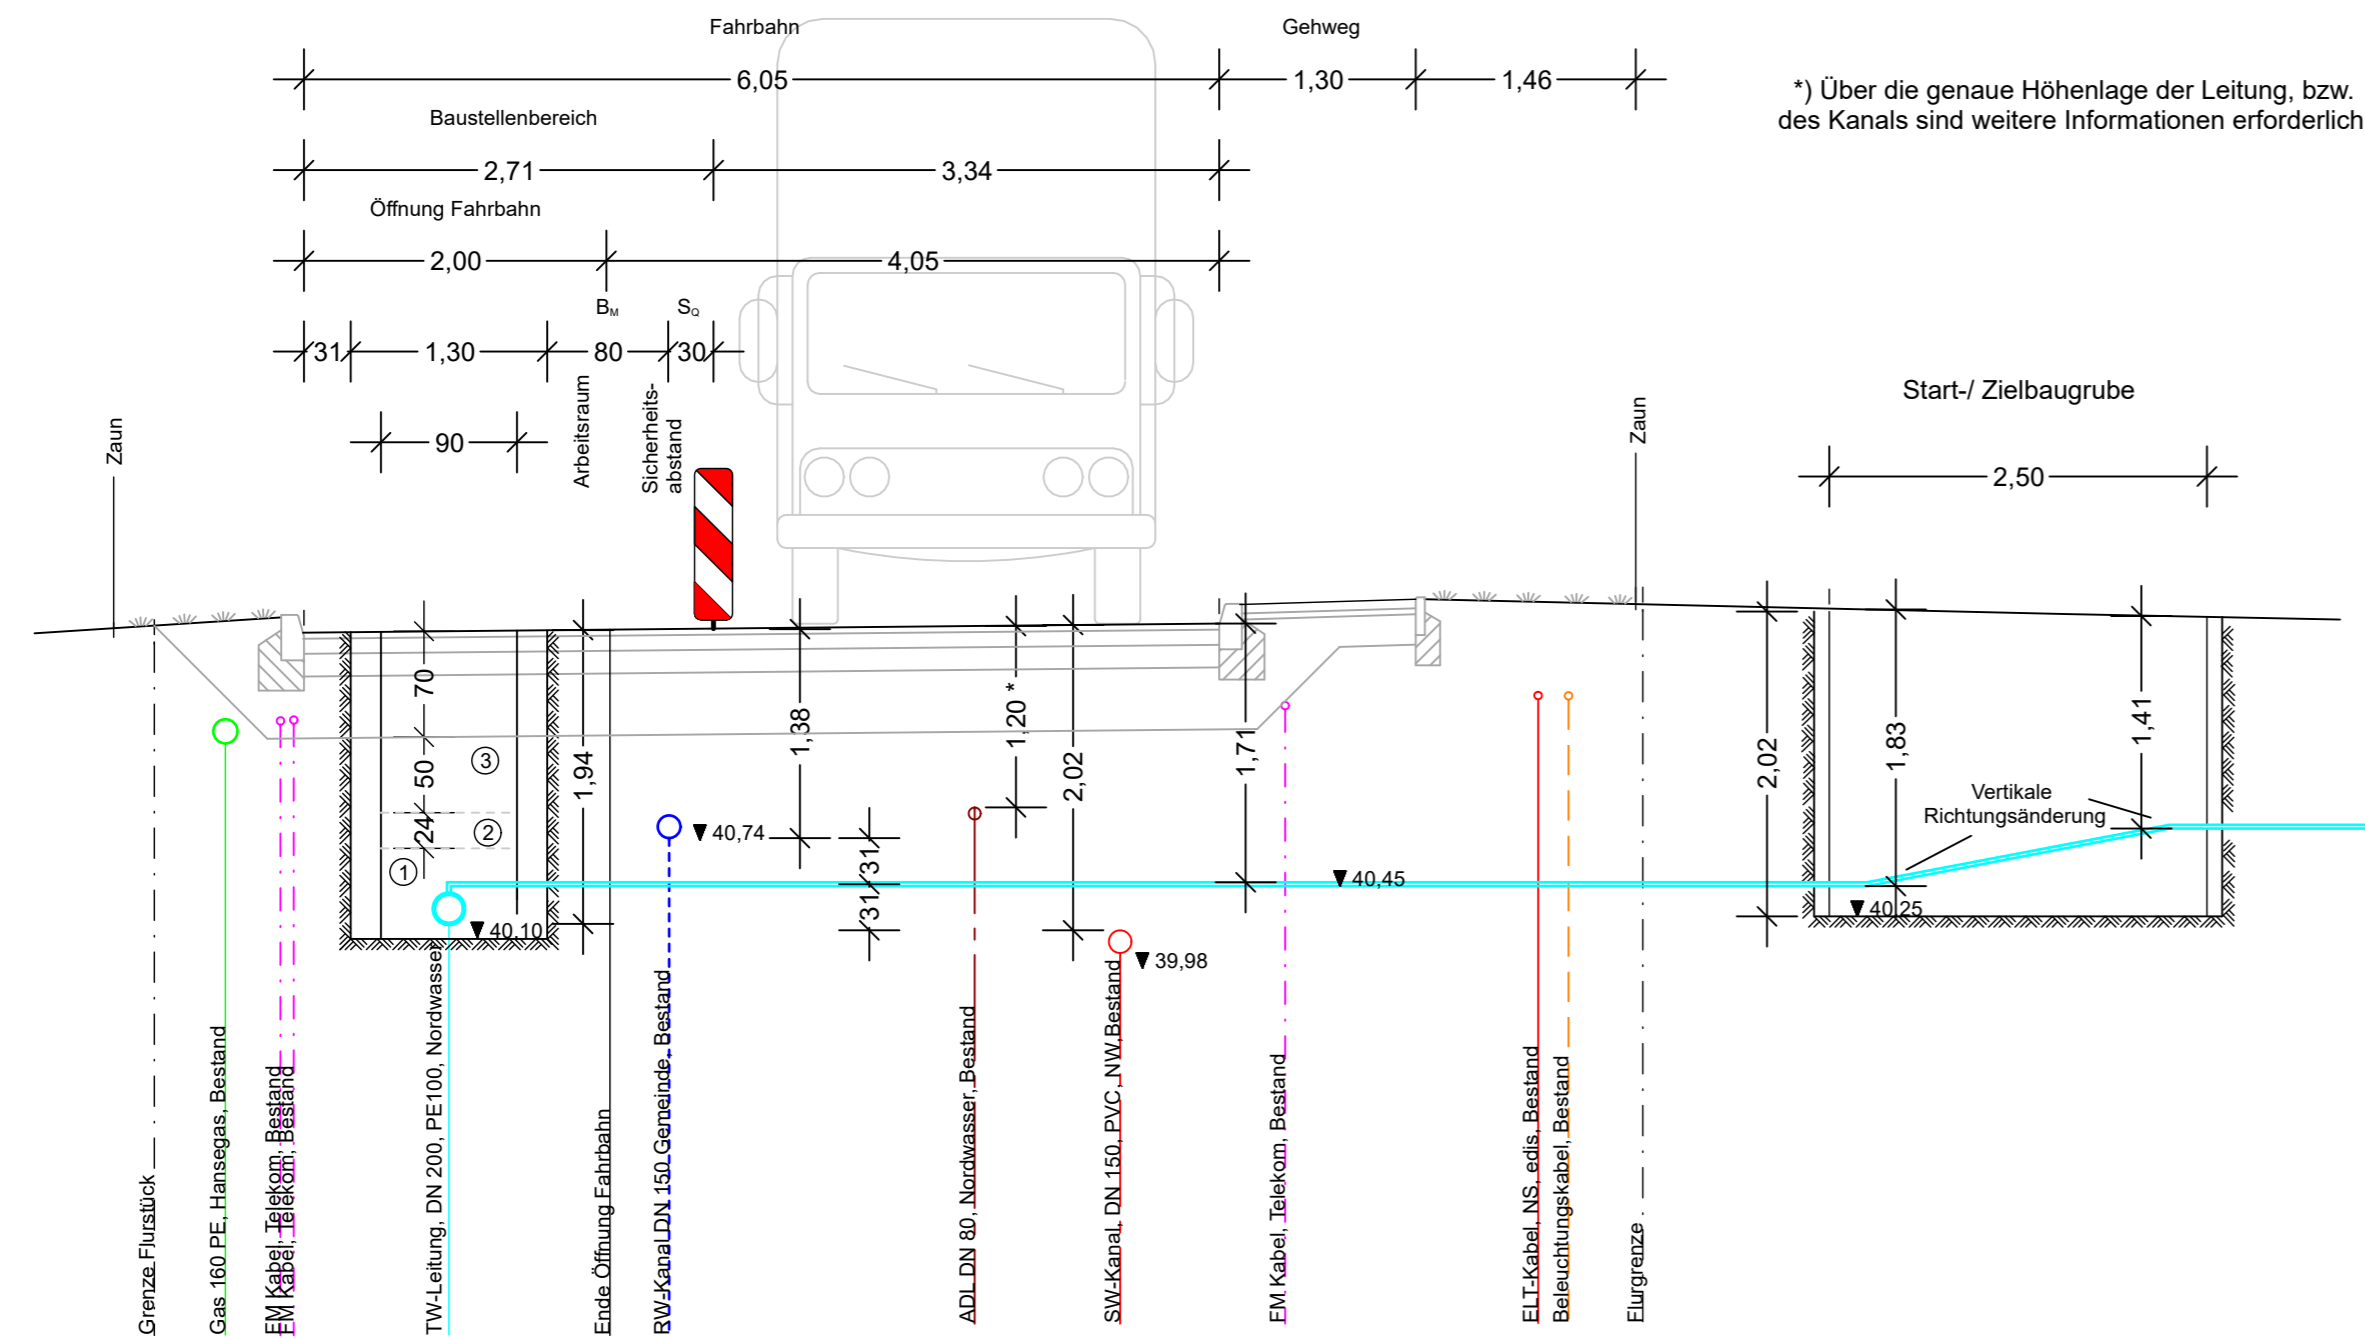 Fahrbahn
Gehweg
6,05
1,30
1,46
*) Über die genaue Höhenlage der Leitung, bzw.
des Kanals sind weitere Informationen erforderlich
Baustellenbereich
2,71
3,34
Öffnung Fahrbahn
2,00
4,05
BM
SQ
31
1,30
80
30
Arbeitsraum
Sicherheits-
abstand
90
Zaun
Zaun
Start-/ Zielbaugrube
2,50
70
50
24
1,94
1,38
1,20 *
2,02
1,71
31
31
2,02
1,83
1,41
3
2
1
Vertikale
Richtungsänderung
40,74
40,45
40,25
40,10
39,98
Grenze Flurstück
Gas 160 PE, Hansegas, Bestand
FM Kabel, Telekom, Bestand
FM Kabel, Telekom, Bestand
TW-Leitung, DN 200, PE100, Nordwasser
Ende Öffnung Fahrbahn
RW-Kanal DN 150 Gemeinde, Bestand
ADL DN 80, Nordwasser, Bestand
SW-Kanal, DN 150, PVC, NW,Bestand
FM-Kabel, Telekom, Bestand
ELT-Kabel, NS, edis, Bestand
Beleuchtungskabel, Bestand
Flurgrenze